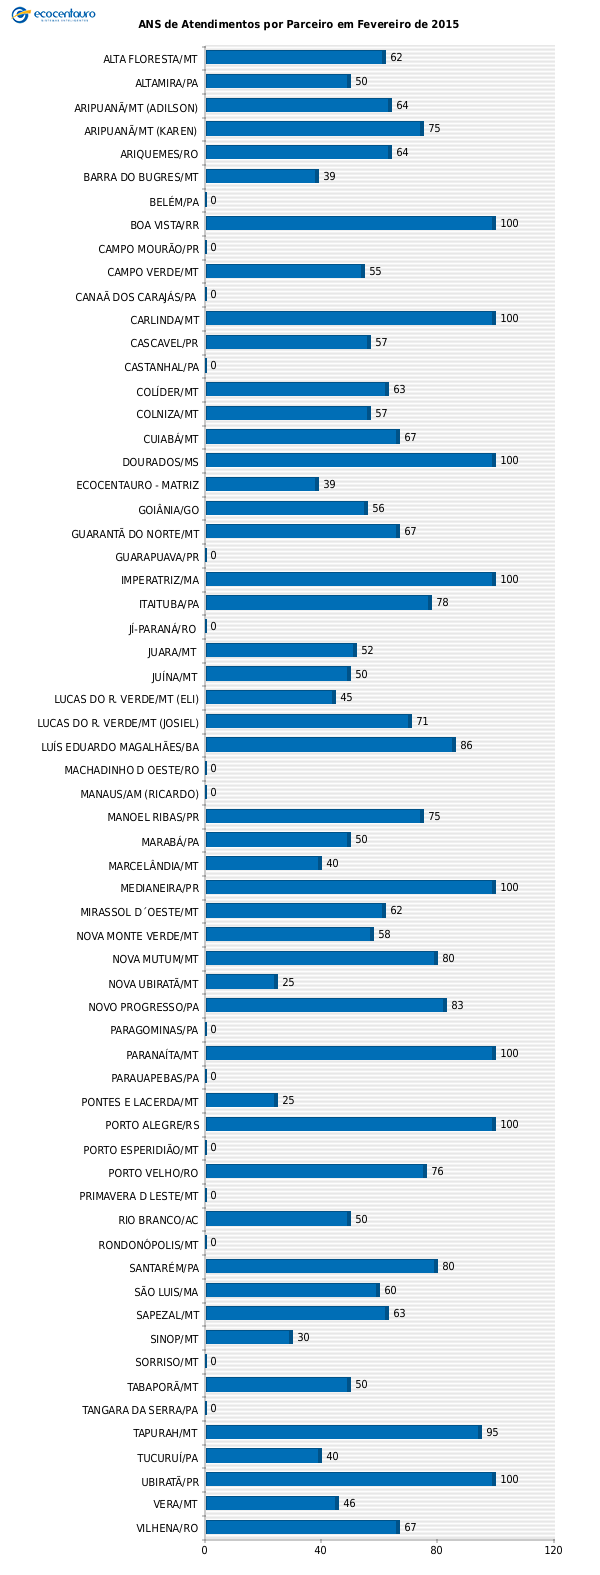 ecocentauro
ANS de Atendimentos por Parceiro em Fevereiro de 2015
ALTA FLORESTA/MT 62
ALTAMIRA/PA 50
ARIPUANÃ/MT (ADILSON) 64
ARIPUANÃ/MT (KAREN) 75
ARIQUEMES/RO 64
BARRA DO BUGRES/MT 39
BELÉM/PA 0
BOA VISTA/RR 100
CAMPO MOURÃO/PR 0
CAMPO VERDE/MT 55
CANAÃ DOS CARAJÁS/PA 0
CARLINDA/MT 100
CASCAVEL/PR 57
CASTANHAL/PA 0
COLÍDER/MT 63
COLNIZA/MT 57
CUIABÁ/MT 67
DOURADOS/MS 100
ECOCENTAURO - MATRIZ 39
GOIÂNIA/GO 56
GUARANTÃ DO NORTE/MT 67
GUARAPUAVA/PR 0
IMPERATRIZ/MA 100
ITAITUBA/PA 78
JÍ-PARANÁ/RO 0
JUARA/MT 52
JUÍNA/MT 50
LUCAS DO R. VERDE/MT (ELI) 45
LUCAS DO R. VERDE/MT (JOSIEL) 71
LUÍS EDUARDO MAGALHÃES/BA 86
MACHADINHO D OESTE/RO 0
MANAUS/AM (RICARDO) 0
MANOEL RIBAS/PR 75
MARABÁ/PA 50
MARCELÂNDIA/MT 40
MEDIANEIRA/PR 100
MIRASSOL D´OESTE/MT 62
NOVA MONTE VERDE/MT 58
NOVA MUTUM/MT 80
NOVA UBIRATÃ/MT 25
NOVO PROGRESSO/PA 83
PARAGOMINAS/PA 0
PARANAÍTA/MT 100
PARAUAPEBAS/PA 0
PONTES E LACERDA/MT 25
PORTO ALEGRE/RS 100
PORTO ESPERIDIÃO/MT 0
PORTO VELHO/RO 76
PRIMAVERA D LESTE/MT 0
RIO BRANCO/AC 50
RONDONÓPOLIS/MT 0
SANTARÉM/PA 80
SÃO LUIS/MA 60
SAPEZAL/MT 63
SINOP/MT 30
SORRISO/MT 0
TABAPORÃ/MT 50
TANGARA DA SERRA/PA 0
TAPURAH/MT 95
TUCURUÍ/PA 40
UBIRATÃ/PR 100
VERA/MT 46
VILHENA/RO 67
0 40 80 120